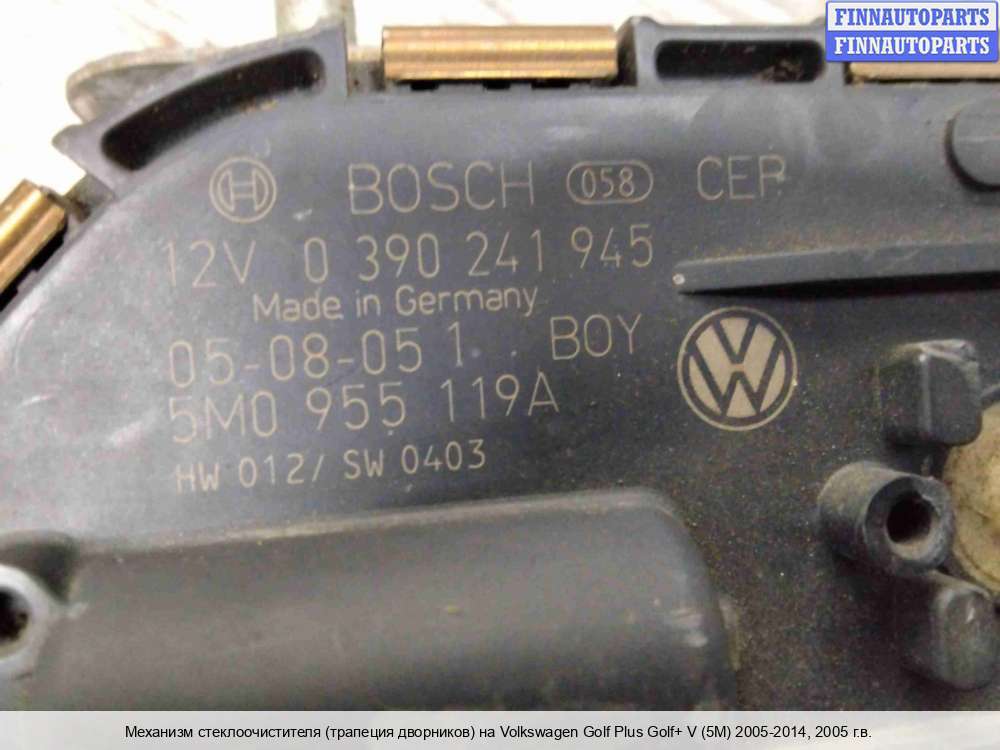 FINNAUTOPARTS
FINNAUTOPARTS
BOSCH 058 CEP
12V 0 390 241 945
Made in Germany
05-08-05 1 BOY
5M0 955 119A
HW 012/ SW 0403
Механизм стеклоочистителя (трапеция дворников) на Volkswagen Golf Plus Golf+ V (5M) 2005-2014, 2005 г.в.